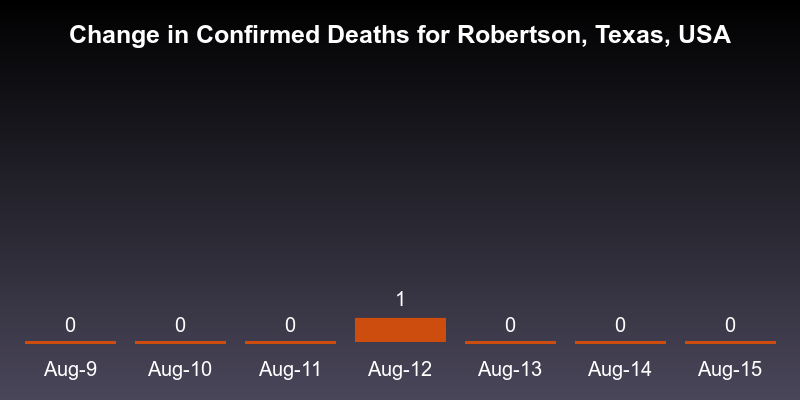 Change in Confirmed Deaths for Robertson, Texas, USA
0 0 0 1 0 0 0
Aug-9 Aug-10 Aug-11 Aug-12 Aug-13 Aug-14 Aug-15